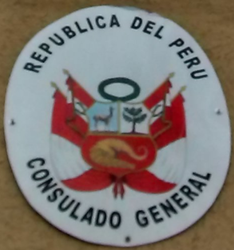 REPUBLICA DEL PERU
CONSULADO GENERAL